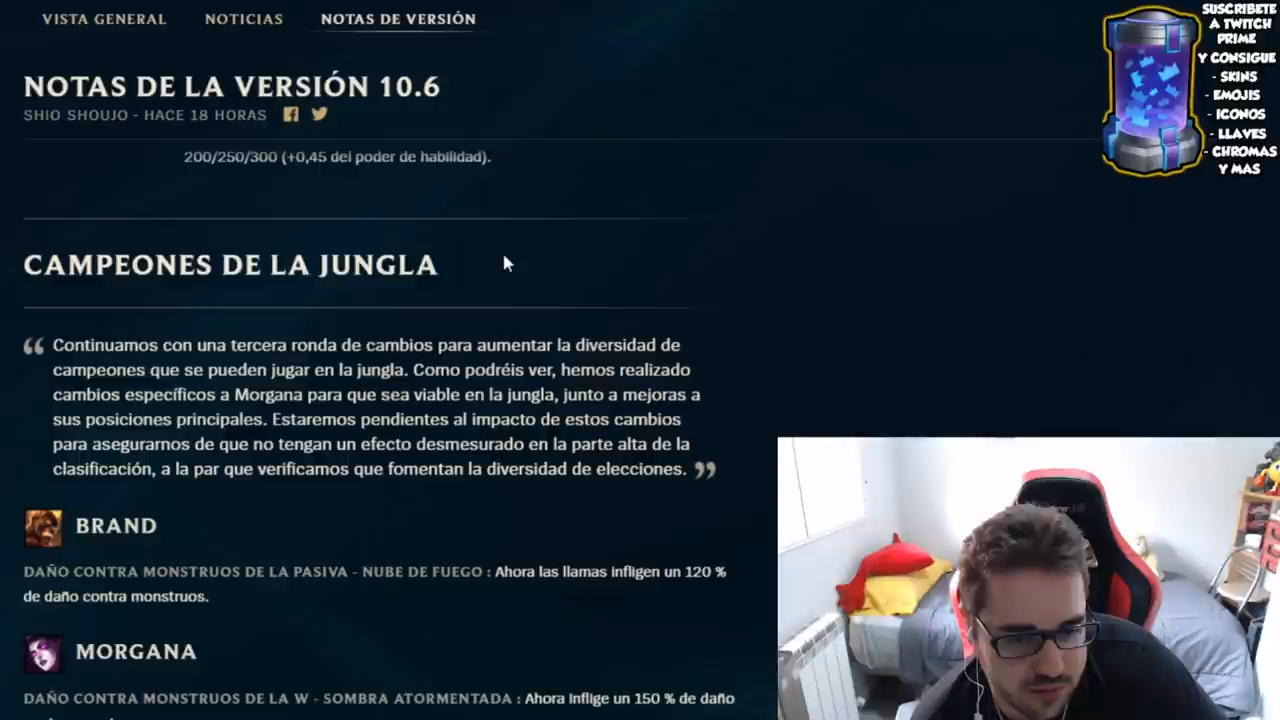 VISTA GENERAL
NOTICIAS
NOTAS DE VERSIÓN
NOTAS DE LA VERSIÓN 10.6
SHIO SHOUJO - HACE 18 HORAS
200/250/300 (+0,45 del poder de habilidad).
CAMPEONES DE LA JUNGLA
“ Continuamos con una tercera ronda de cambios para aumentar la diversidad de
campeones que se pueden jugar en la jungla. Como podréis ver, hemos realizado
cambios específicos a Morgana para que sea viable en la jungla, junto a mejoras a
sus posiciones principales. Estaremos pendientes al impacto de estos cambios
para asegurarnos de que no tengan un efecto desmesurado en la parte alta de la
clasificación, a la par que verificamos que fomentan la diversidad de elecciones. ”
BRAND
DAÑO CONTRA MONSTRUOS DE LA PASIVA - NUBE DE FUEGO : Ahora las llamas infligen un 120 %
de daño contra monstruos.
MORGANA
DAÑO CONTRA MONSTRUOS DE LA W - SOMBRA ATORMENTADA : Ahora inflige un 150 % de daño
SUSCRIBETE
A TWITCH
PRIME
Y CONSIGUE
- SKINS
- EMOJIS
- ICONOS
- LLAVES
- CHROMAS
Y MAS